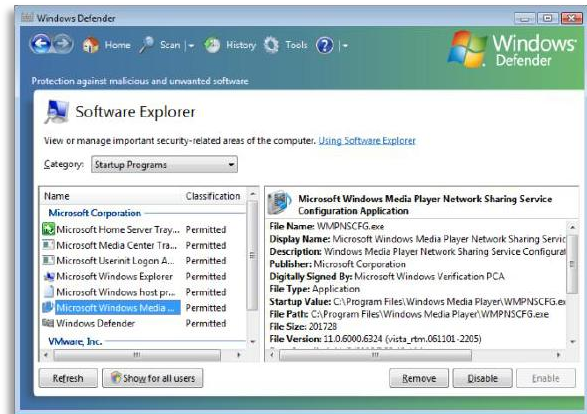 Windows Defender
Home Scan History Tools
Windows
Defender
Protection against malicious and unwanted software
Software Explorer
View or manage important security-related areas of the computer. Using Software Explorer
Category: Startup Programs
Name Classification
Microsoft Corporation
Microsoft Home Server Tray... Permitted
Microsoft Media Center Tra... Permitted
Microsoft Userinit Logon A... Permitted
Microsoft Windows Explorer Permitted
Microsoft Windows host pr... Permitted
Microsoft Windows Media ... Permitted
Windows Defender Permitted
VMware, Inc.
Microsoft Windows Media Player Network Sharing Service
Configuration Application
File Name: WMPNSCFG.exe
Display Name: Microsoft Windows Media Player Network Sharing Servic
Description: Windows Media Player Network Sharing Service Configurat
Publisher: Microsoft Corporation
Digitally Signed By: Microsoft Windows Verification PCA
File Type: Application
Startup Value: C:\Program Files\Windows Media Player\WMPNSCFG.ex
File Path: C:\Program Files\Windows Media Player\WMPNSCFG.exe
File Size: 201728
File Version: 11.0.6000.6324 (vista_rtm.061101-2205)
Refresh Show for all users Remove Disable Enable